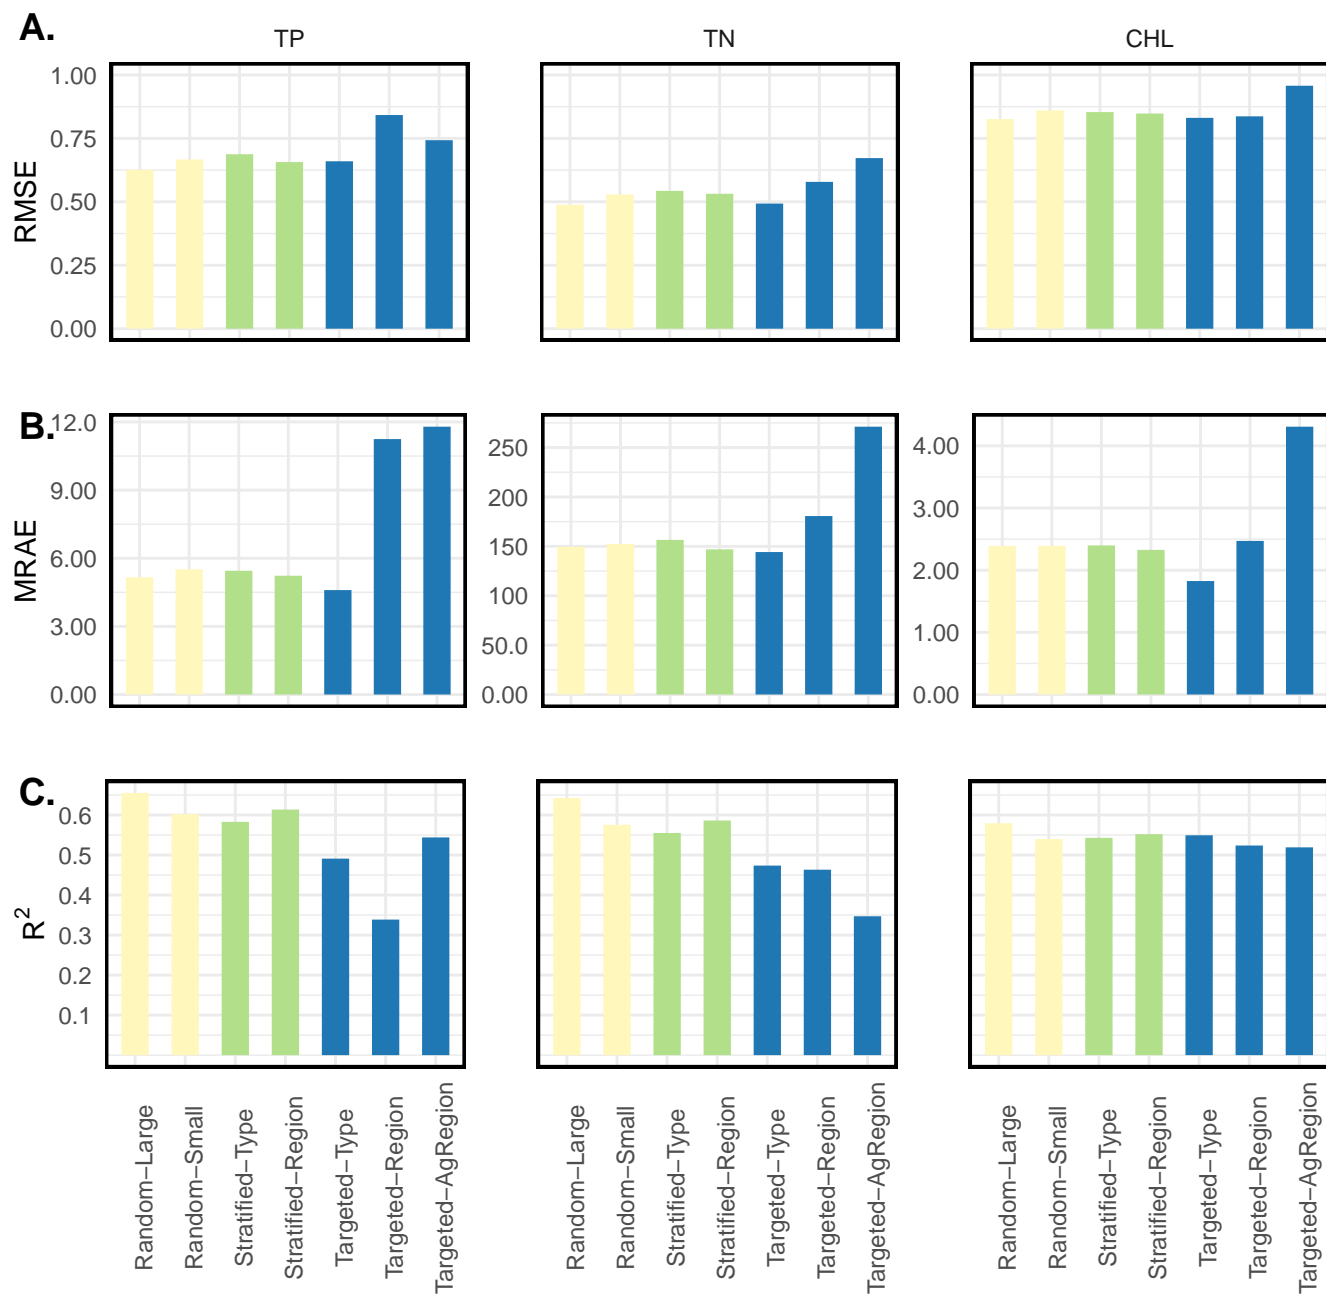 A.
TP
TN
CHL
RMSE
1.00
0.75
0.50
0.25
0.00
B.
MRAE
12.0
9.00
6.00
3.00
0.00
250
200
150
100
50.0
0.00
4.00
3.00
2.00
1.00
0.00
C.
R²
0.6
0.5
0.4
0.3
0.2
0.1
Random−Large
Random−Small
Stratified−Type
Stratified−Region
Targeted−Type
Targeted−Region
Targeted−AgRegion
Random−Large
Random−Small
Stratified−Type
Stratified−Region
Targeted−Type
Targeted−Region
Targeted−AgRegion
Random−Large
Random−Small
Stratified−Type
Stratified−Region
Targeted−Type
Targeted−Region
Targeted−AgRegion